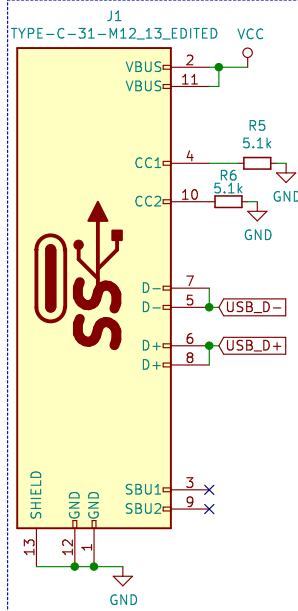 J1
TYPE-C-31-M12_13_EDITED
VCC
VBUS 2
VBUS 11
R5
5.1k
CC1 4
GND
R6
5.1k
CC2 10
GND
SS
D- 7
D- 5 USB_D-
D+ 6 USB_D+
D+ 8
SBU1 3
SBU2 9
SHIELD GND GND
13 12 1
GND